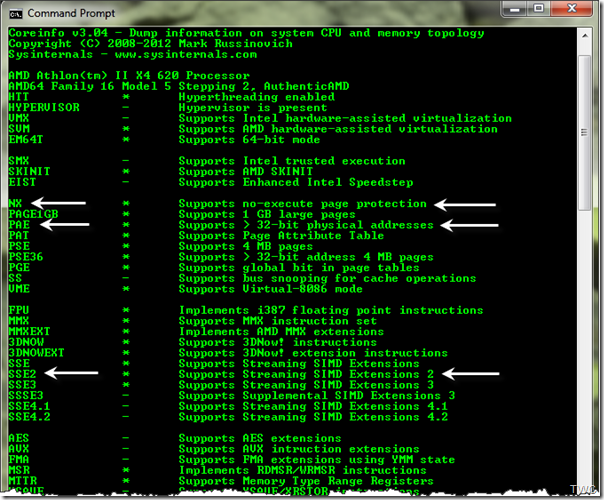 Command Prompt
Coreinfo v3.04 - Dump information on system CPU and memory topology
Copyright (C) 2008-2012 Mark Russinovich
Sysinternals - www.sysinternals.com
AMD Athlon(tm) II X4 620 Processor
AMD64 Family 16 Model 5 Stepping 2, AuthenticAMD
HTT * Hyperthreading enabled
HYPERVISOR - Hypervisor is present
VMX - Supports Intel hardware-assisted virtualization
SVM * Supports AMD hardware-assisted virtualization
EM64T * Supports 64-bit mode
SMX - Supports Intel trusted execution
SKINIT * Supports AMD SKINIT
EIST - Supports Enhanced Intel Speedstep
NX * Supports no-execute page protection
PAGE1GB * Supports 1 GB large pages
PAE * Supports > 32-bit physical addresses
PAT * Supports Page Attribute Table
PSE * Supports 4 MB pages
PSE36 * Supports > 32-bit address 4 MB pages
PGE * Supports global bit in page tables
SS - Supports bus snooping for cache operations
VME * Supports Virtual-8086 mode
FPU * Implements i387 floating point instructions
MMX * Supports MMX instruction set
MMXEXT * Implements AMD MMX extensions
3DNOW * Supports 3DNow! instructions
3DNOWEXT * Supports 3DNow! extension instructions
SSE * Supports Streaming SIMD Extensions
SSE2 * Supports Streaming SIMD Extensions 2
SSE3 * Supports Streaming SIMD Extensions 3
SSSE3 - Supports Supplemental SIMD Extensions 3
SSE4.1 - Supports Streaming SIMD Extensions 4.1
SSE4.2 - Supports Streaming SIMD Extensions 4.2
AES - Supports AES extensions
AVX - Supports AVX intruction extensions
FMA - Supports FMA extensions using YMM state
MSR * Implements RDMSR/WRMSR instructions
MTTR * Supports Memory Type Range Registers
XSAVE - Supports XSAVE/XRSTOR instructions
TWC